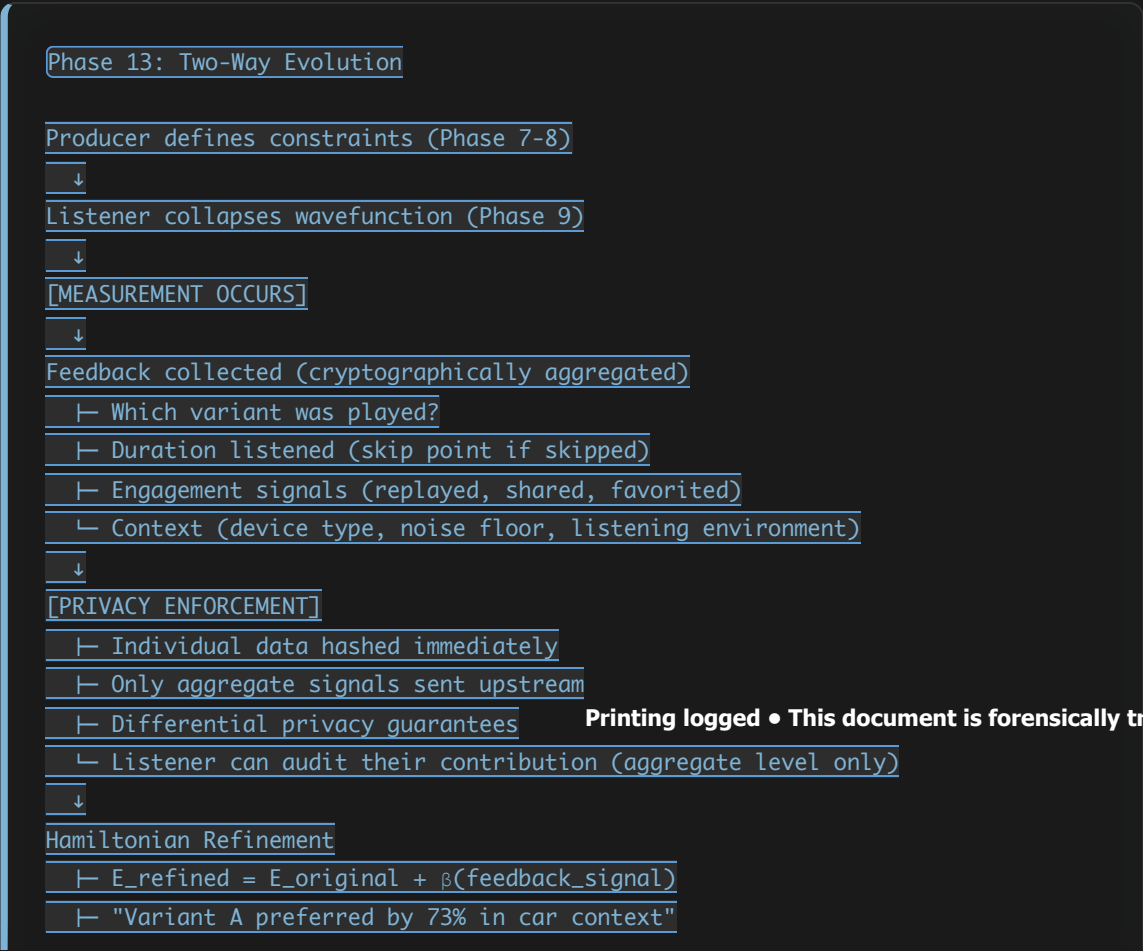 Phase 13: Two-Way Evolution
Producer defines constraints (Phase 7-8)
↓
Listener collapses wavefunction (Phase 9)
↓
[MEASUREMENT OCCURS]
↓
Feedback collected (cryptographically aggregated)
├─ Which variant was played?
├─ Duration listened (skip point if skipped)
├─ Engagement signals (replayed, shared, favorited)
└─ Context (device type, noise floor, listening environment)
↓
[PRIVACY ENFORCEMENT]
├─ Individual data hashed immediately
├─ Only aggregate signals sent upstream
├─ Differential privacy guarantees
Printing logged • This document is forensically tr
└─ Listener can audit their contribution (aggregate level only)
↓
Hamiltonian Refinement
├─ E_refined = E_original + β(feedback_signal)
├─ "Variant A preferred by 73% in car context"